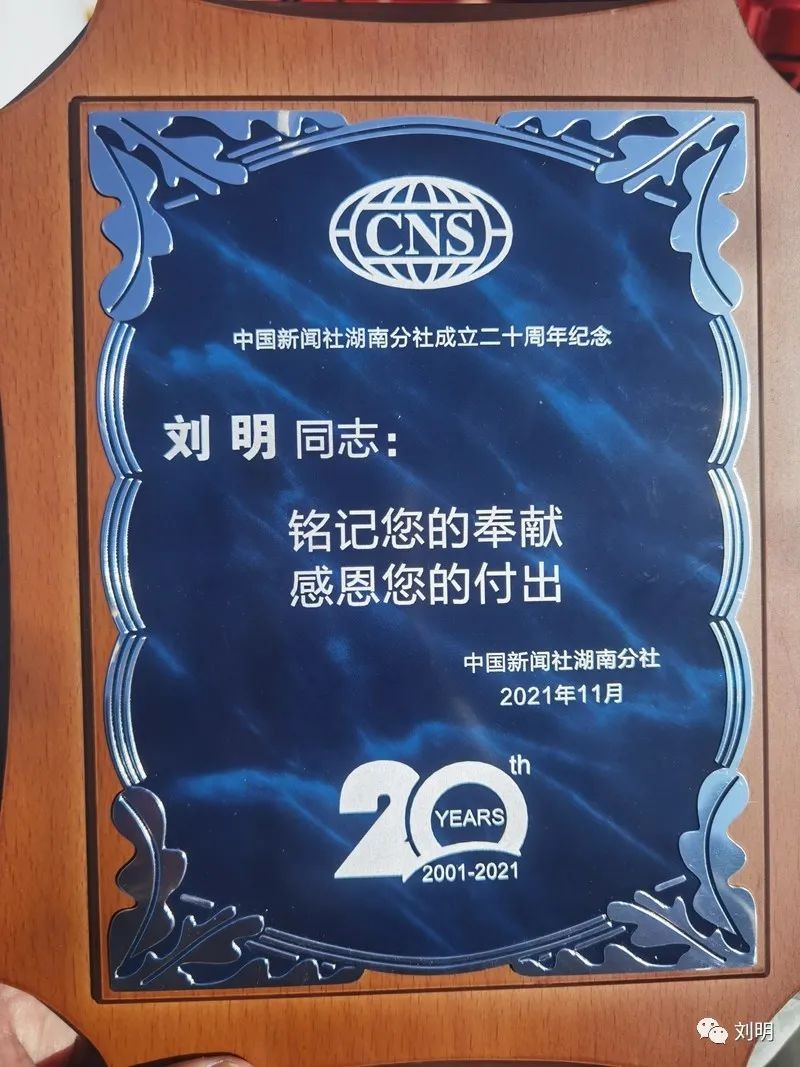 CNS
中国新闻社湖南分社成立二十周年纪念
刘 明 同志：
铭记您的奉献
感恩您的付出
中国新闻社湖南分社
2021年11月
20th
YEARS
2001-2021
刘明